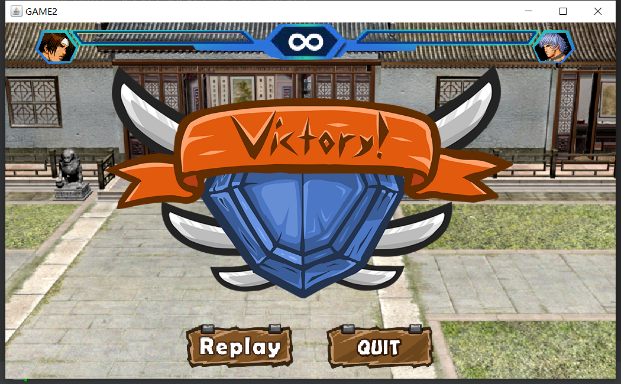 GAME2
∞
Victory!
Replay
QUIT